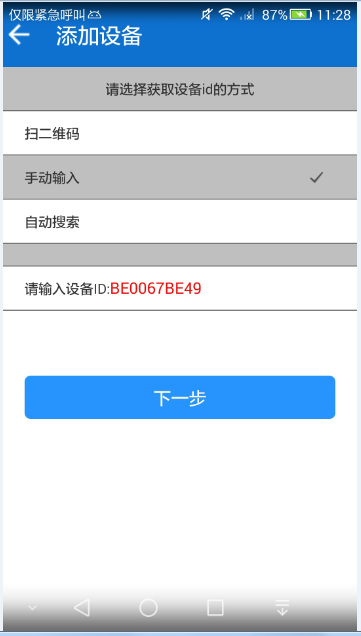 仅限紧急呼叫 87% 11:28
添加设备
请选择获取设备id的方式
扫二维码
手动输入
自动搜索
请输入设备ID:BE0067BE49
下一步